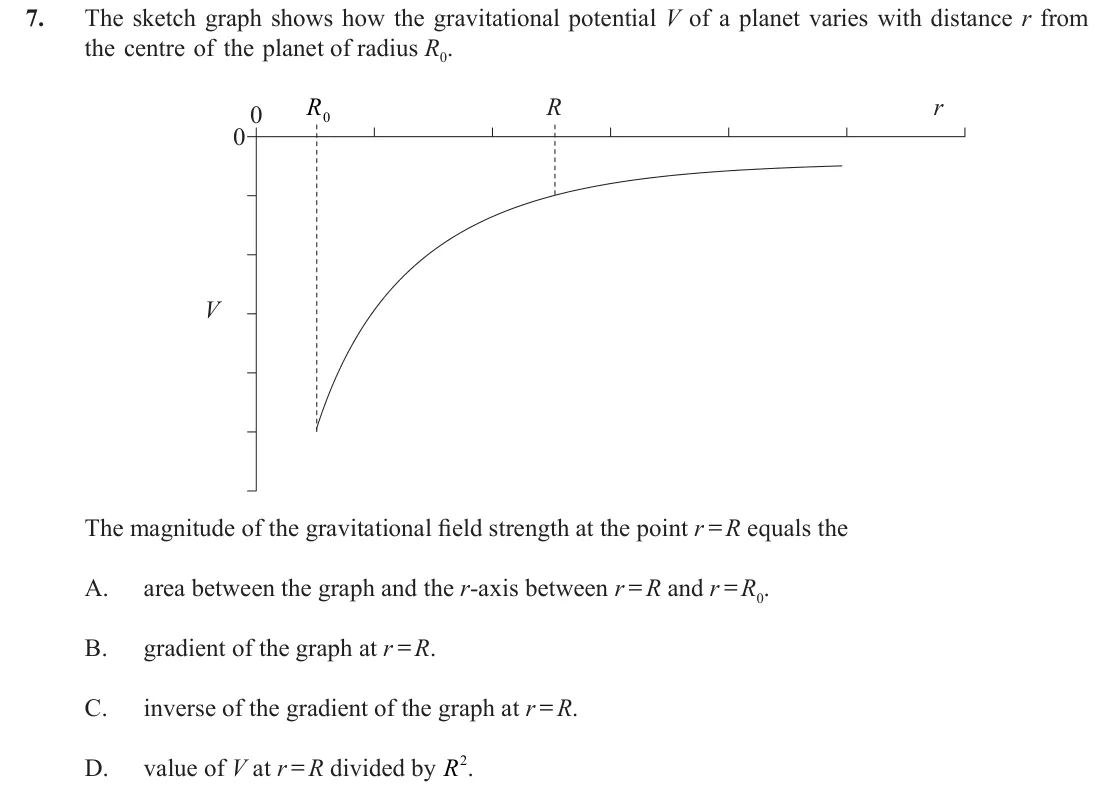 7. The sketch graph shows how the gravitational potential V of a planet varies with distance r from
the centre of the planet of radius R₀.
0 R₀ R r
0
V
The magnitude of the gravitational field strength at the point r=R equals the
A. area between the graph and the r-axis between r=R and r=R₀.
B. gradient of the graph at r=R.
C. inverse of the gradient of the graph at r=R.
D. value of V at r=R divided by R².